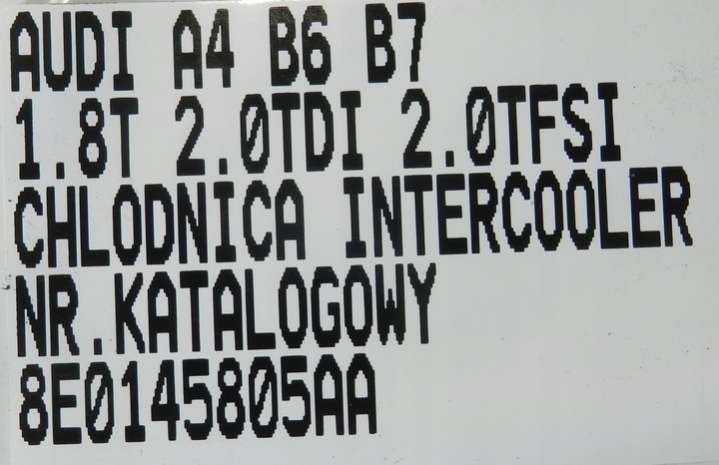 AUDI A4 B6 B7
1.8T 2.0TDI 2.0TFSI
CHLODNICA INTERCOOLER
NR.KATALOGOWY
8E0145805AA